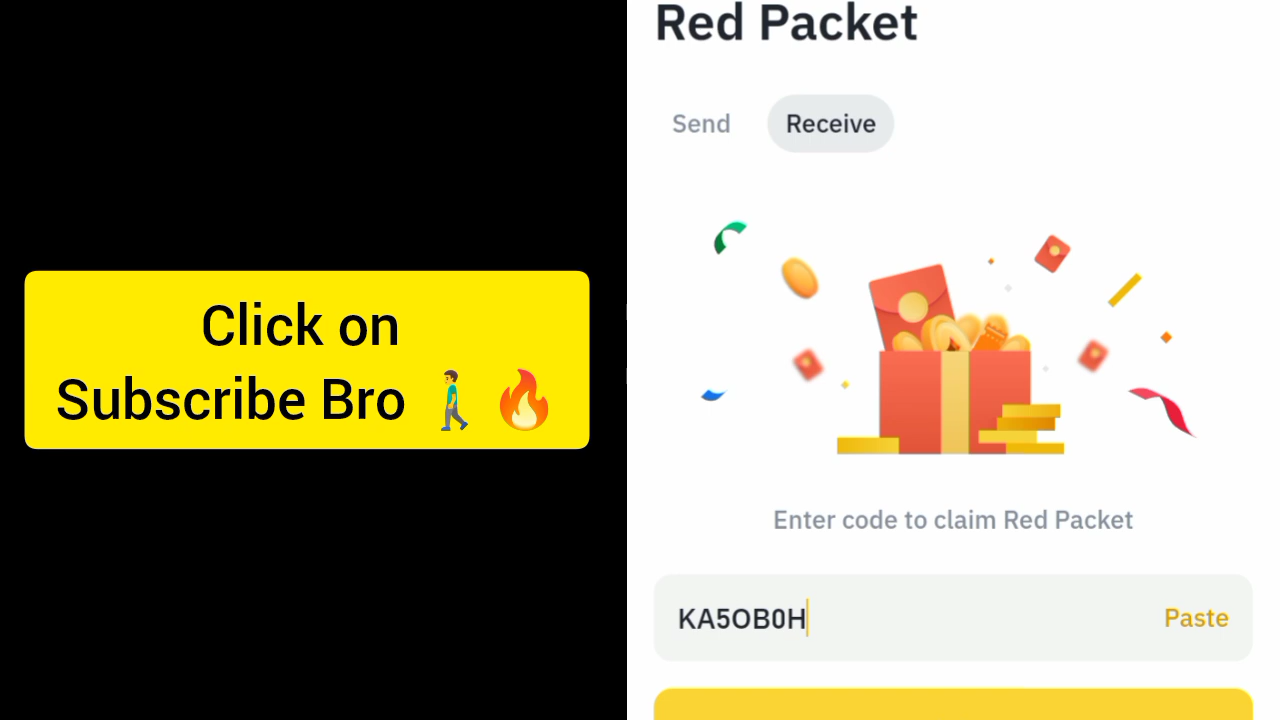 Click on
Subscribe Bro 🚶‍♂️🔥
Red Packet
Send Receive
Enter code to claim Red Packet
KA5OB0H Paste